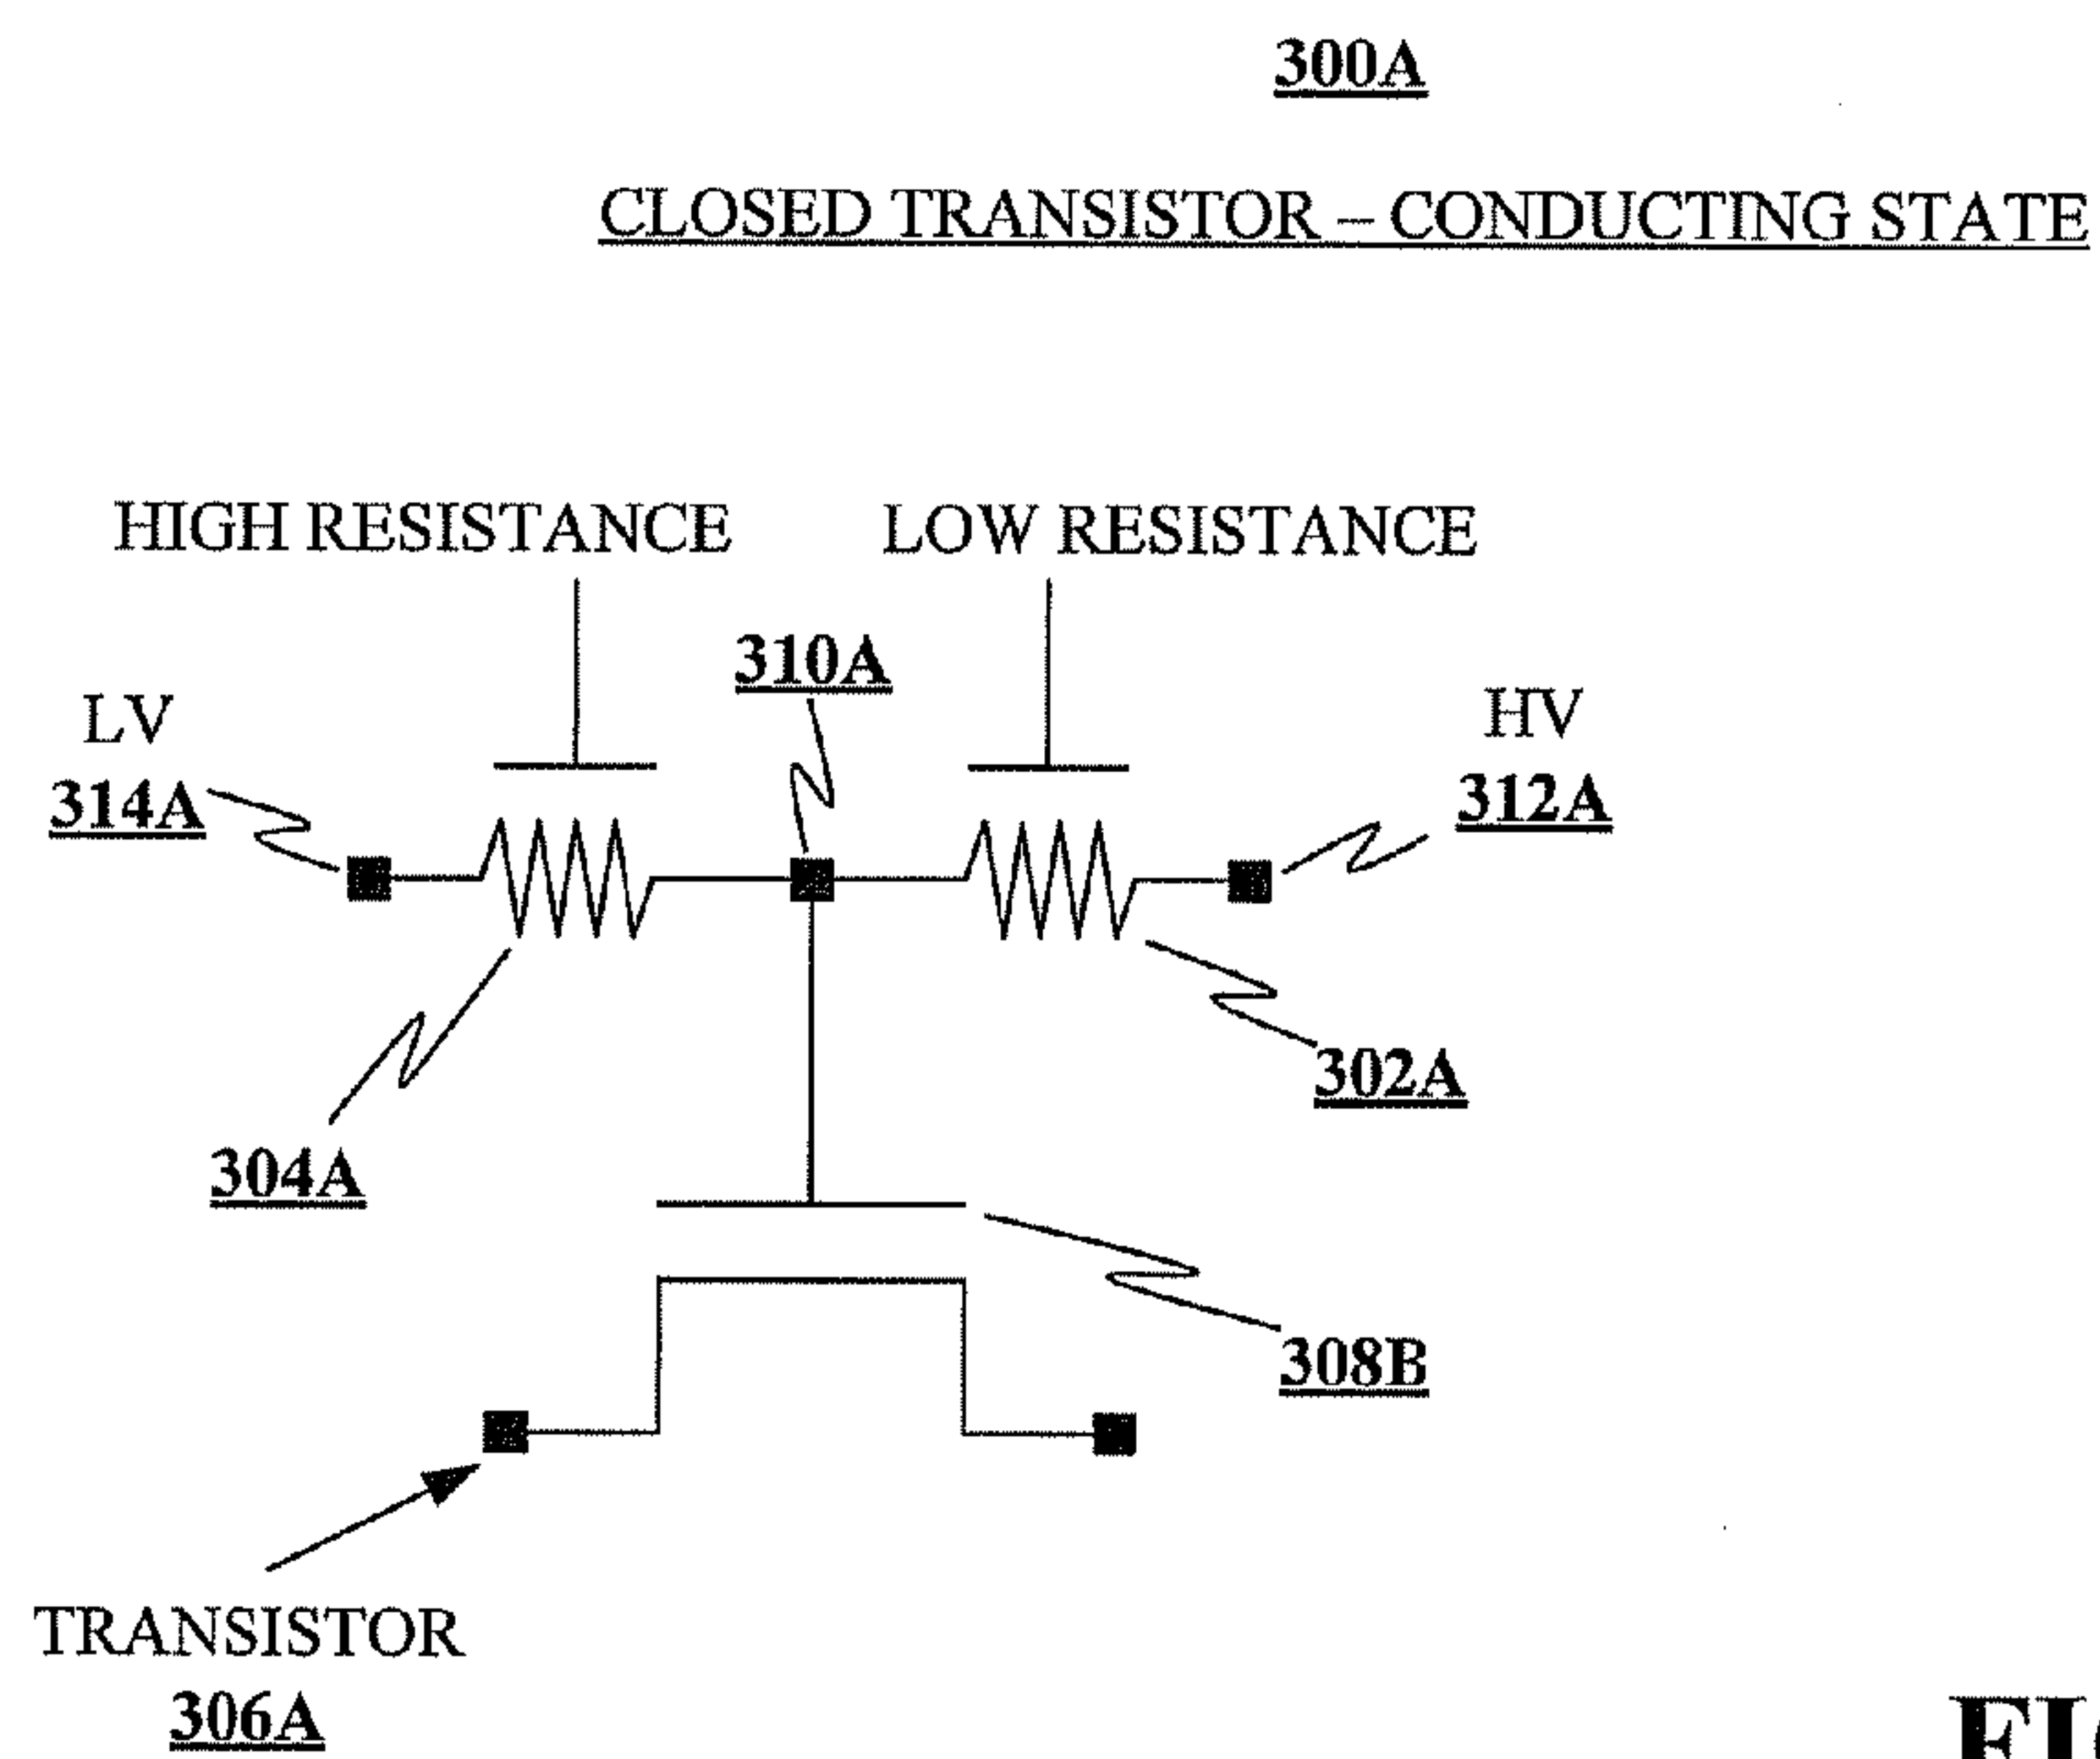 300A
CLOSED TRANSISTOR – CONDUCTING STATE
HIGH RESISTANCE
LOW RESISTANCE
310A
LV
314A
HV
312A
302A
304A
308B
TRANSISTOR
306A